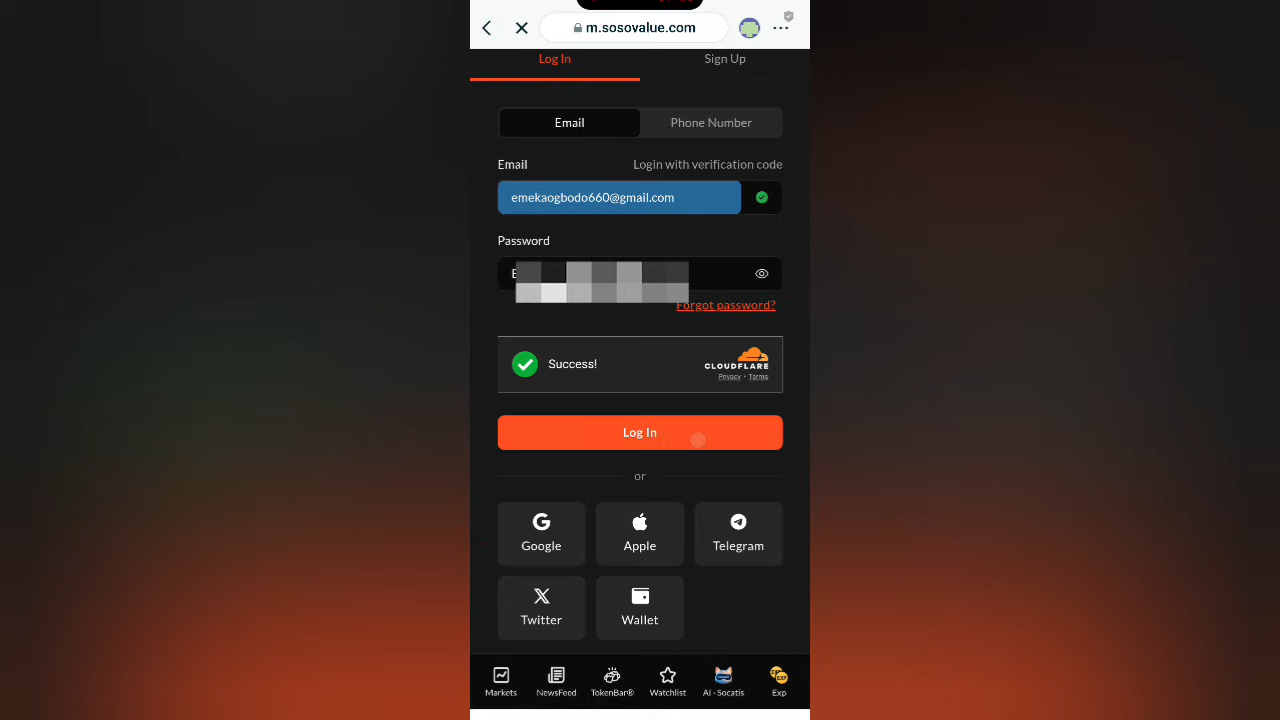 m.sosovalue.com
Log In
Sign Up
Email
Phone Number
Email
Login with verification code
emekaogbodo660@gmail.com
Password
Forgot password?
Success!
CLOUDFLARE
Privacy • Terms
Log In
or
Google
Apple
Telegram
Twitter
Wallet
Markets
NewsFeed
TokenBar®
Watchlist
AI · Socatis
Exp